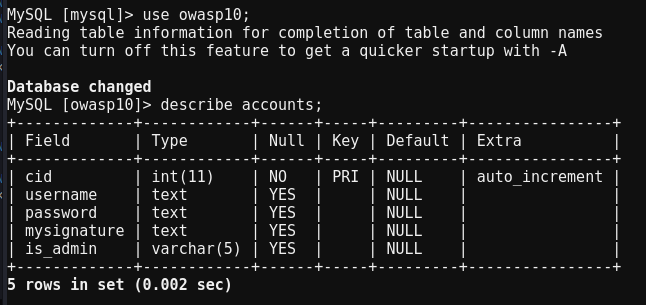 MySQL [mysql]> use owasp10;
Reading table information for completion of table and column names
You can turn off this feature to get a quicker startup with -A

Database changed
MySQL [owasp10]> describe accounts;
+-------------+------------+------+-----+---------+----------------+
| Field       | Type       | Null | Key | Default | Extra          |
+-------------+------------+------+-----+---------+----------------+
| cid         | int(11)    | NO   | PRI | NULL    | auto_increment |
| username    | text       | YES  |     | NULL    |                |
| password    | text       | YES  |     | NULL    |                |
| mysignature | text       | YES  |     | NULL    |                |
| is_admin    | varchar(5) | YES  |     | NULL    |                |
+-------------+------------+------+-----+---------+----------------+
5 rows in set (0.002 sec)